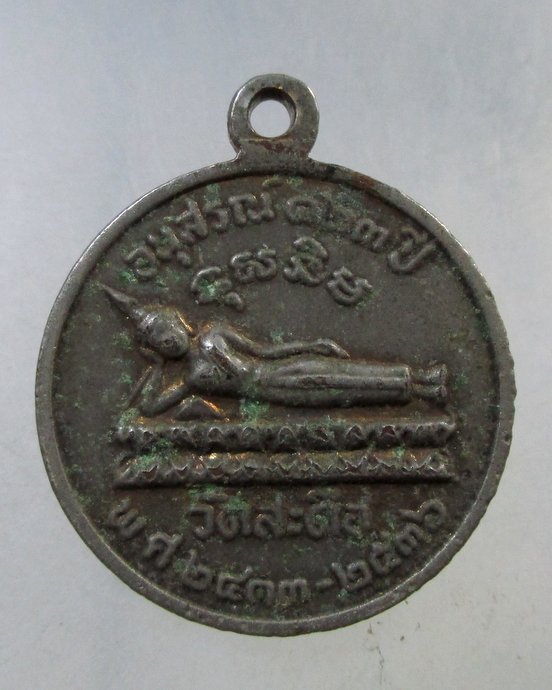 อนุสรณ์ ๑๒๓ ปี
วัดสะตือ
พ.ศ ๒๔๑๓-๒๕๓๖